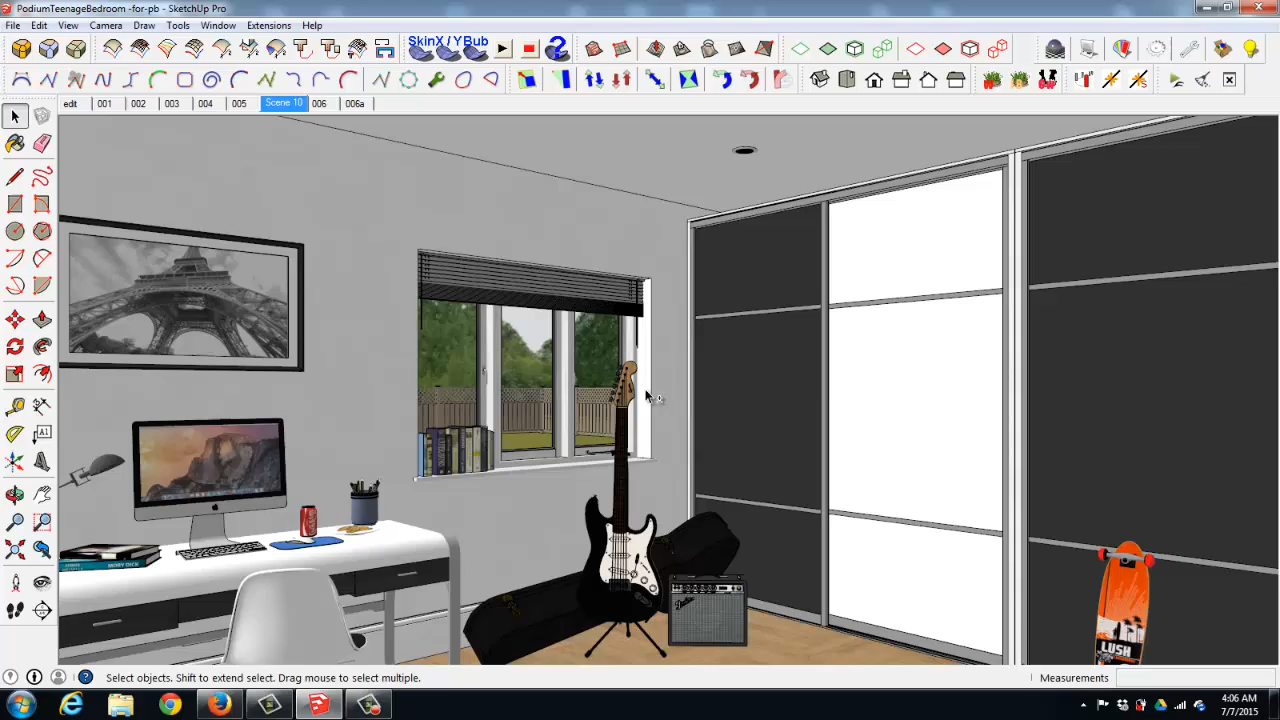 PodiumTeenageBedroom -for-pb - SketchUp Pro
File Edit View Camera Draw Tools Window Extensions Help
SkinX / YBub
edit 001 002 003 004 005 Scene 10 006 006a
A1
MOBY DICK
LUSH
Select objects. Shift to extend select. Drag mouse to select multiple.
Measurements
4:06 AM
7/7/2015